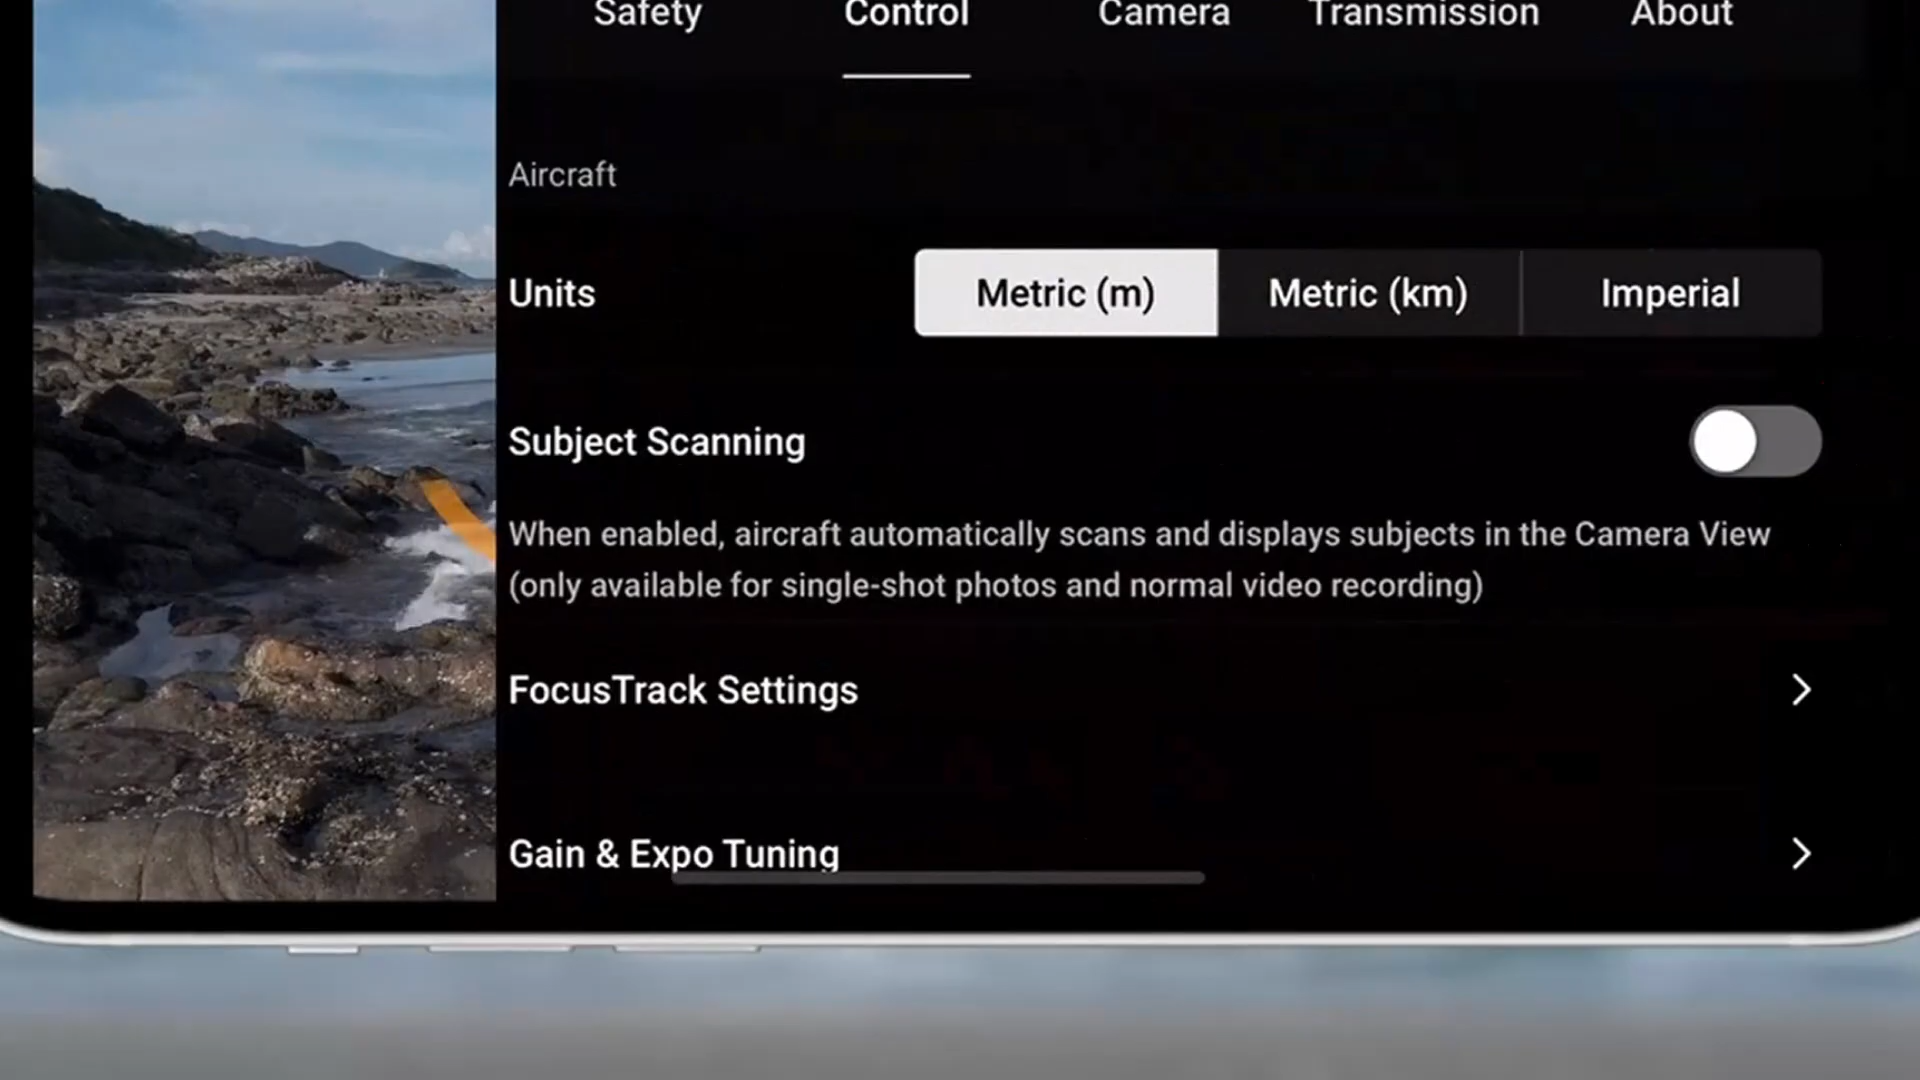 Safety Control Camera Transmission About
Aircraft
Units Metric (m) Metric (km) Imperial
Subject Scanning
When enabled, aircraft automatically scans and displays subjects in the Camera View
(only available for single-shot photos and normal video recording)
FocusTrack Settings
Gain & Expo Tuning